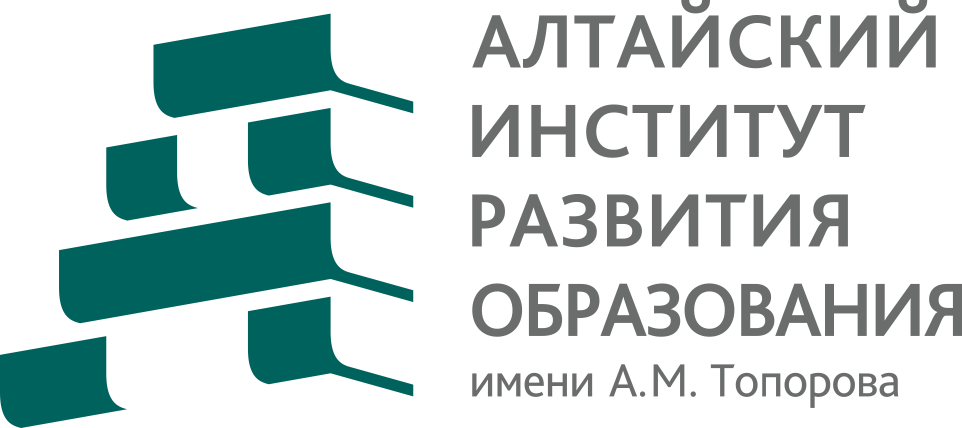 АЛТАЙСКИЙ
ИНСТИТУТ
РАЗВИТИЯ
ОБРАЗОВАНИЯ
имени А.М. Топорова